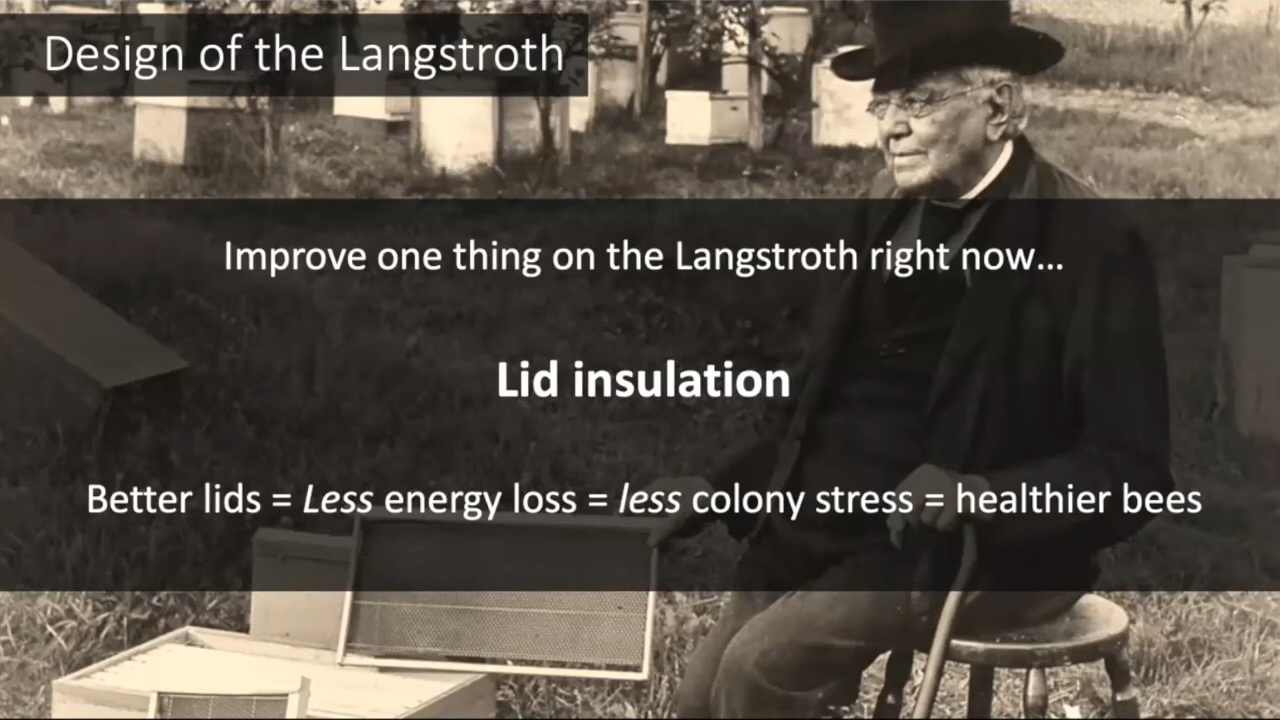 Design of the Langstroth
Improve one thing on the Langstroth right now...
Lid insulation
Better lids = Less energy loss = less colony stress = healthier bees